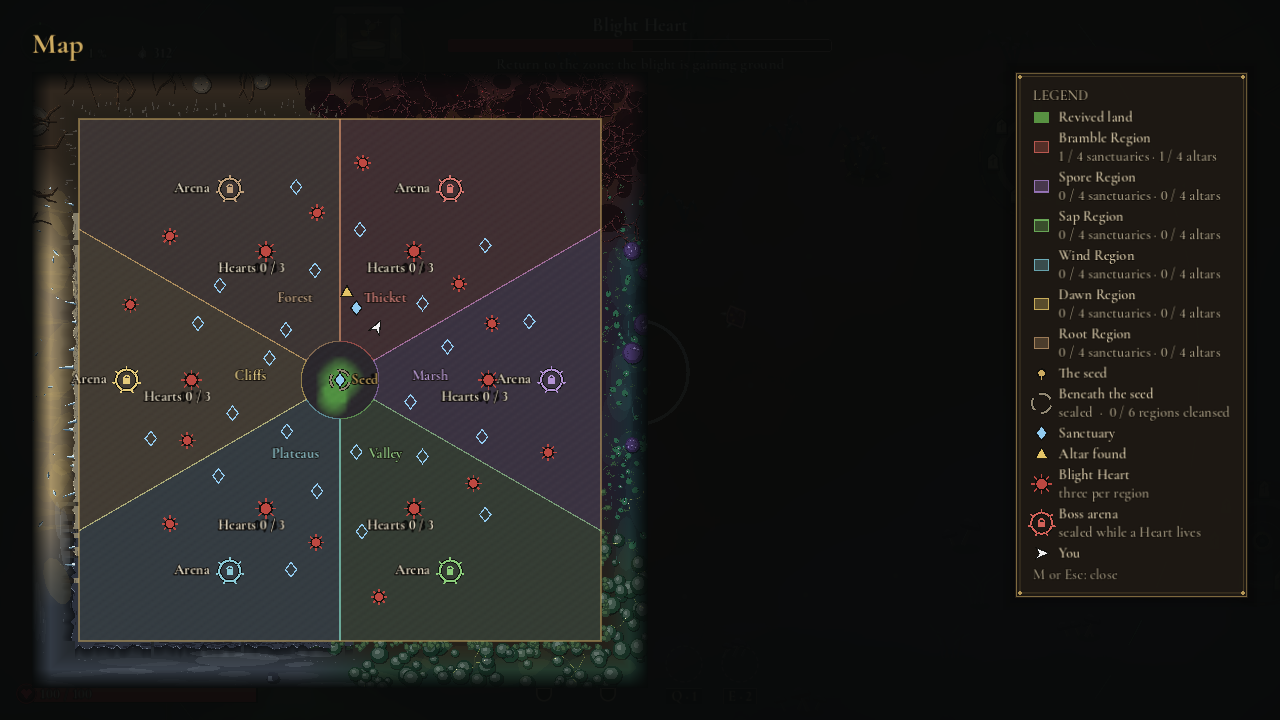 Blight Heart
Map
Return to the zone, the Blight is gaining ground
Arena
Arena
Hearts 0 / 3
Hearts 0 / 3
Forest
Thicket
Cliffs
Seed
Marsh
Arena
Arena
Hearts 0 / 3
Hearts 0 / 3
Plateaus
Valley
Hearts 0 / 3
Hearts 0 / 3
Arena
Arena
LEGEND
Revived land
Bramble Region
1 / 4 sanctuaries · 1 / 4 altars
Spore Region
0 / 4 sanctuaries · 0 / 4 altars
Sap Region
0 / 4 sanctuaries · 0 / 4 altars
Wind Region
0 / 4 sanctuaries · 0 / 4 altars
Dawn Region
0 / 4 sanctuaries · 0 / 4 altars
Root Region
0 / 4 sanctuaries · 0 / 4 altars
The seed
Beneath the seed
sealed · 0 / 6 regions cleansed
Sanctuary
Altar found
Blight Heart
three per region
Boss arena
sealed while a Heart lives
You
M or Esc: close